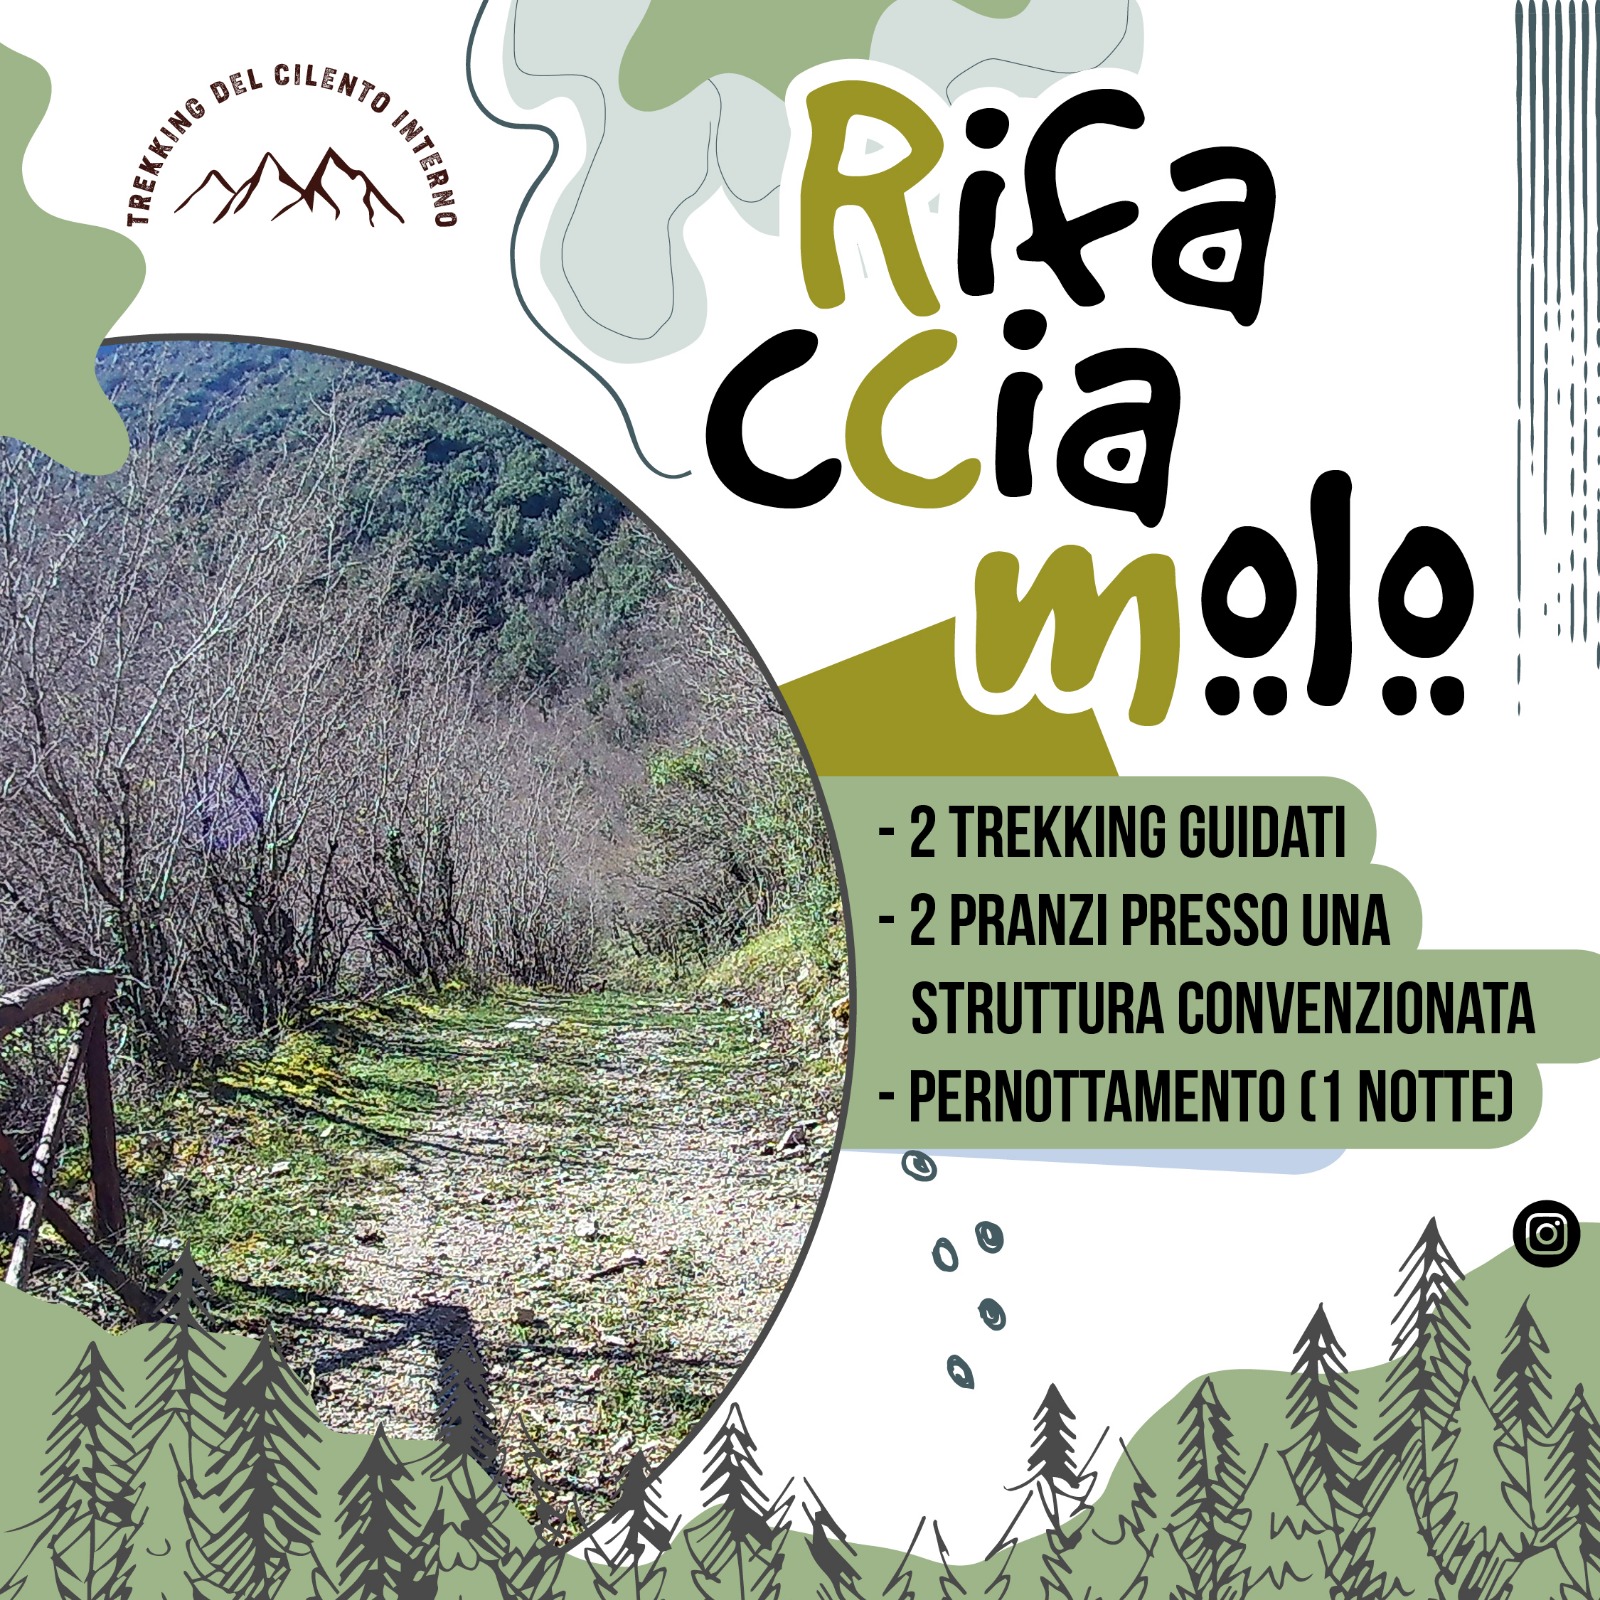 TREKKING DEL CILENTO INTERNO
Rifa
ccia
molo
- 2 TREKKING GUIDATI
- 2 PRANZI PRESSO UNA
STRUTTURA CONVENZIONATA
- PERNOTTAMENTO (1 NOTTE)